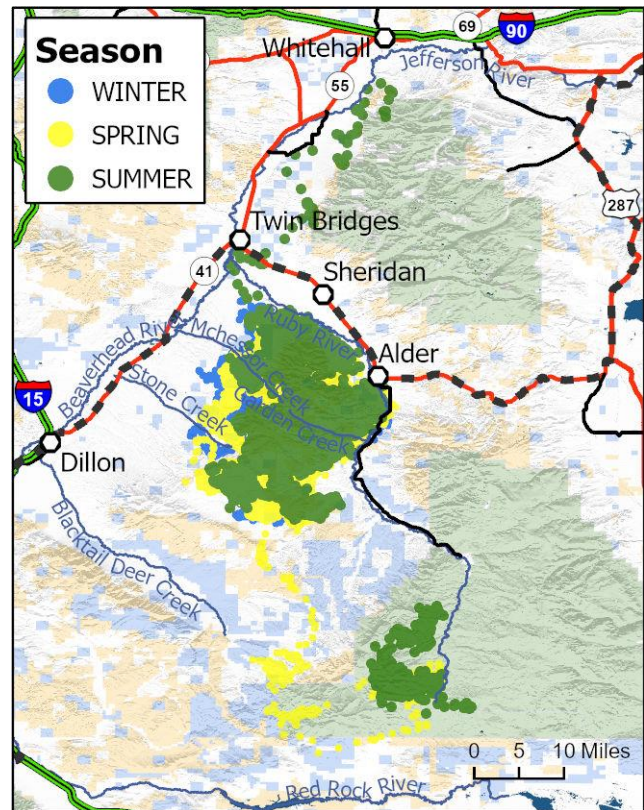 Season
WINTER
SPRING
SUMMER
Whitehall
69
90
Jefferson River
55
287
Twin Bridges
41
Sheridan
Ruby River
Beaverhead River
Mchessor Creek
Alder
Stone Creek
Garden Creek
15
Dillon
Blacktail Deer Creek
0 5 10 Miles
Red Rock River